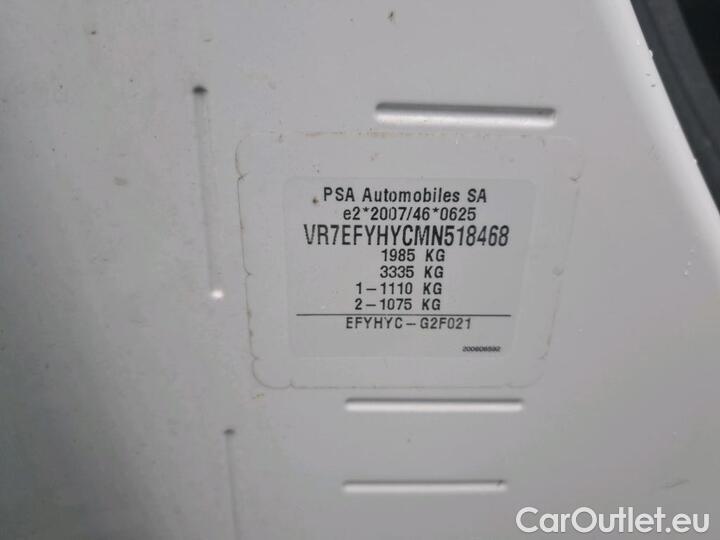 PSA Automobiles SA
e2*2007/46*0625
VR7EFYHYCMN518468
1985 KG
3335 KG
1-1110 KG
2-1075 KG
EFYHYC-G2F021
200606592
CarOutlet.eu